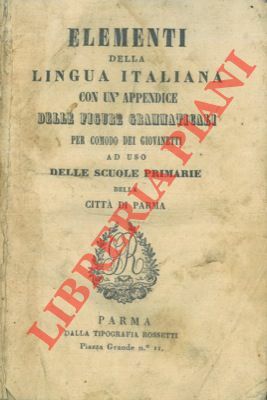 ELEMENTI
DELLA
LINGUA ITALIANA
CON UN' APPENDICE
DELLE FIGURE GRAMMATICALI
PER COMODO DEI GIOVINETTI
AD USO
DELLE SCUOLE PRIMARIE
DELLA
CITTÀ DI PARMA
PARMA
DALLA TIPOGRAFIA ROSSETTI
Piazza Grande n.° 11.
LIBRERIA PIANI